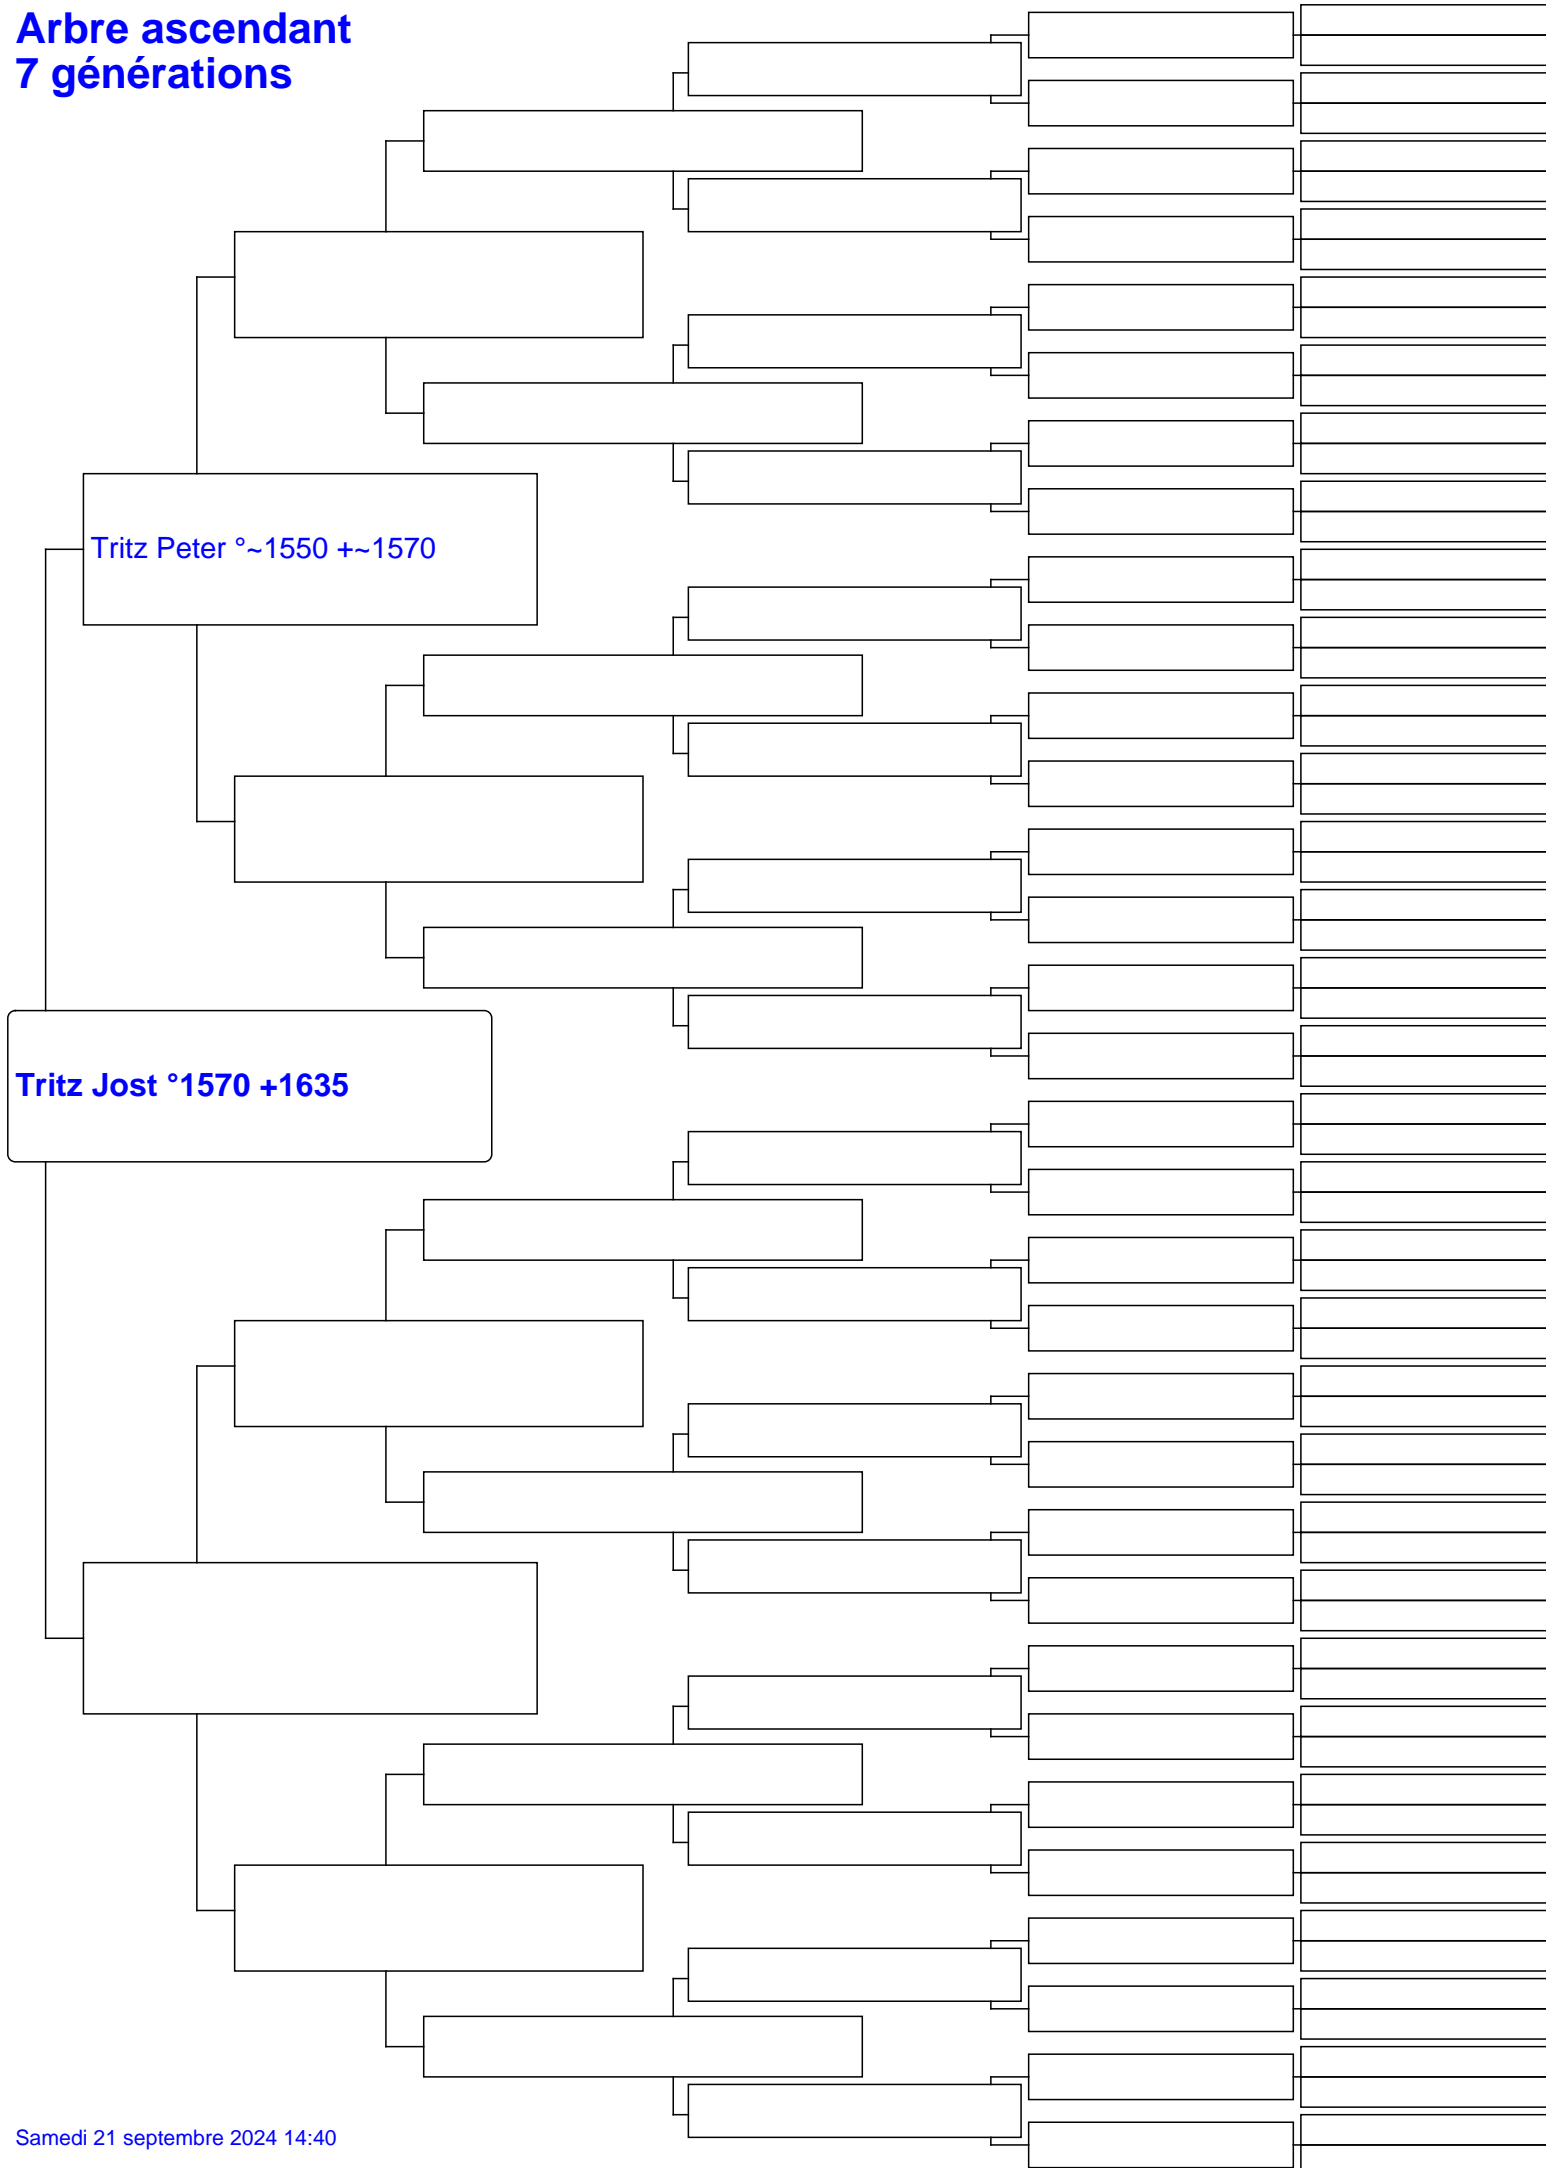 Arbre ascendant
7 générations
Tritz Peter °~1550 +~1570
Tritz Jost °1570 +1635
Samedi 21 septembre 2024 14:40